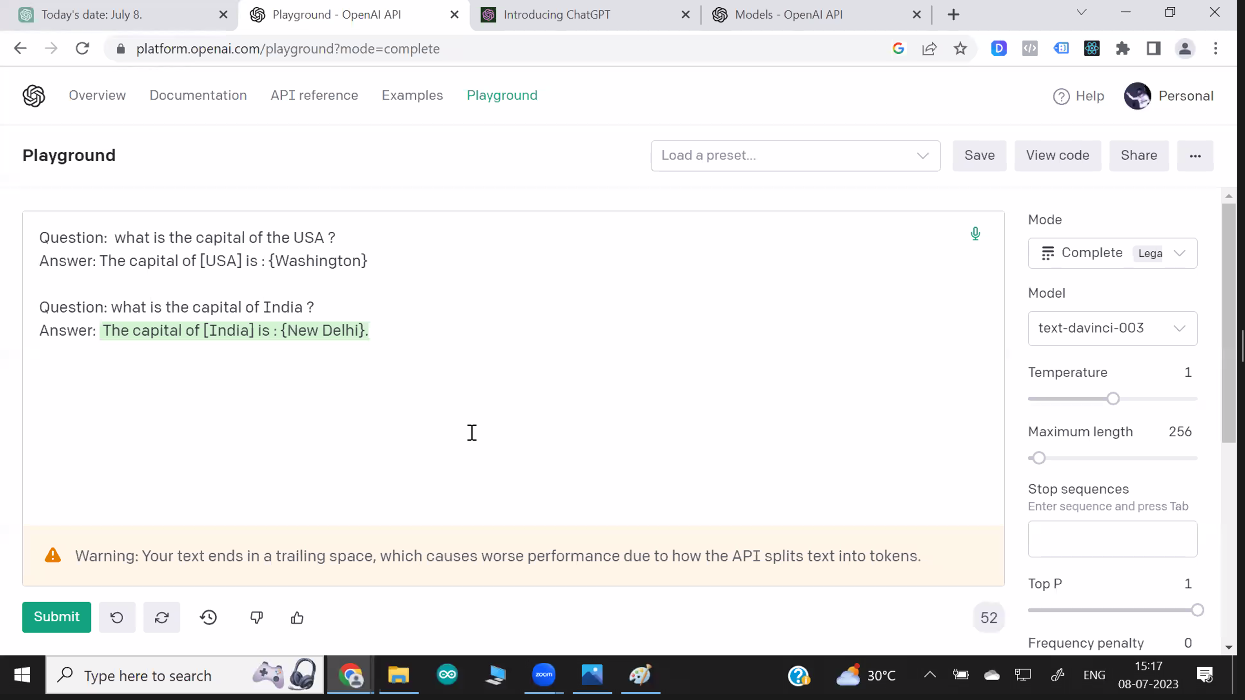 Today's date: July 8.
Playground - OpenAI API
Introducing ChatGPT
Models - OpenAI API
platform.openai.com/playground?mode=complete
Overview
Documentation
API reference
Examples
Playground
Help
Personal
Playground
Load a preset...
Save
View code
Share
Question:  what is the capital of the USA ?
Answer: The capital of [USA] is : {Washington}
Question: what is the capital of India ?
Answer: The capital of [India] is : {New Delhi}.
Mode
Complete Lega
Model
text-davinci-003
Temperature 1
Maximum length 256
Stop sequences
Enter sequence and press Tab
Top P 1
Frequency penalty 0
Warning: Your text ends in a trailing space, which causes worse performance due to how the API splits text into tokens.
Submit
52
Type here to search
zoom
30°C
ENG
15:17
08-07-2023